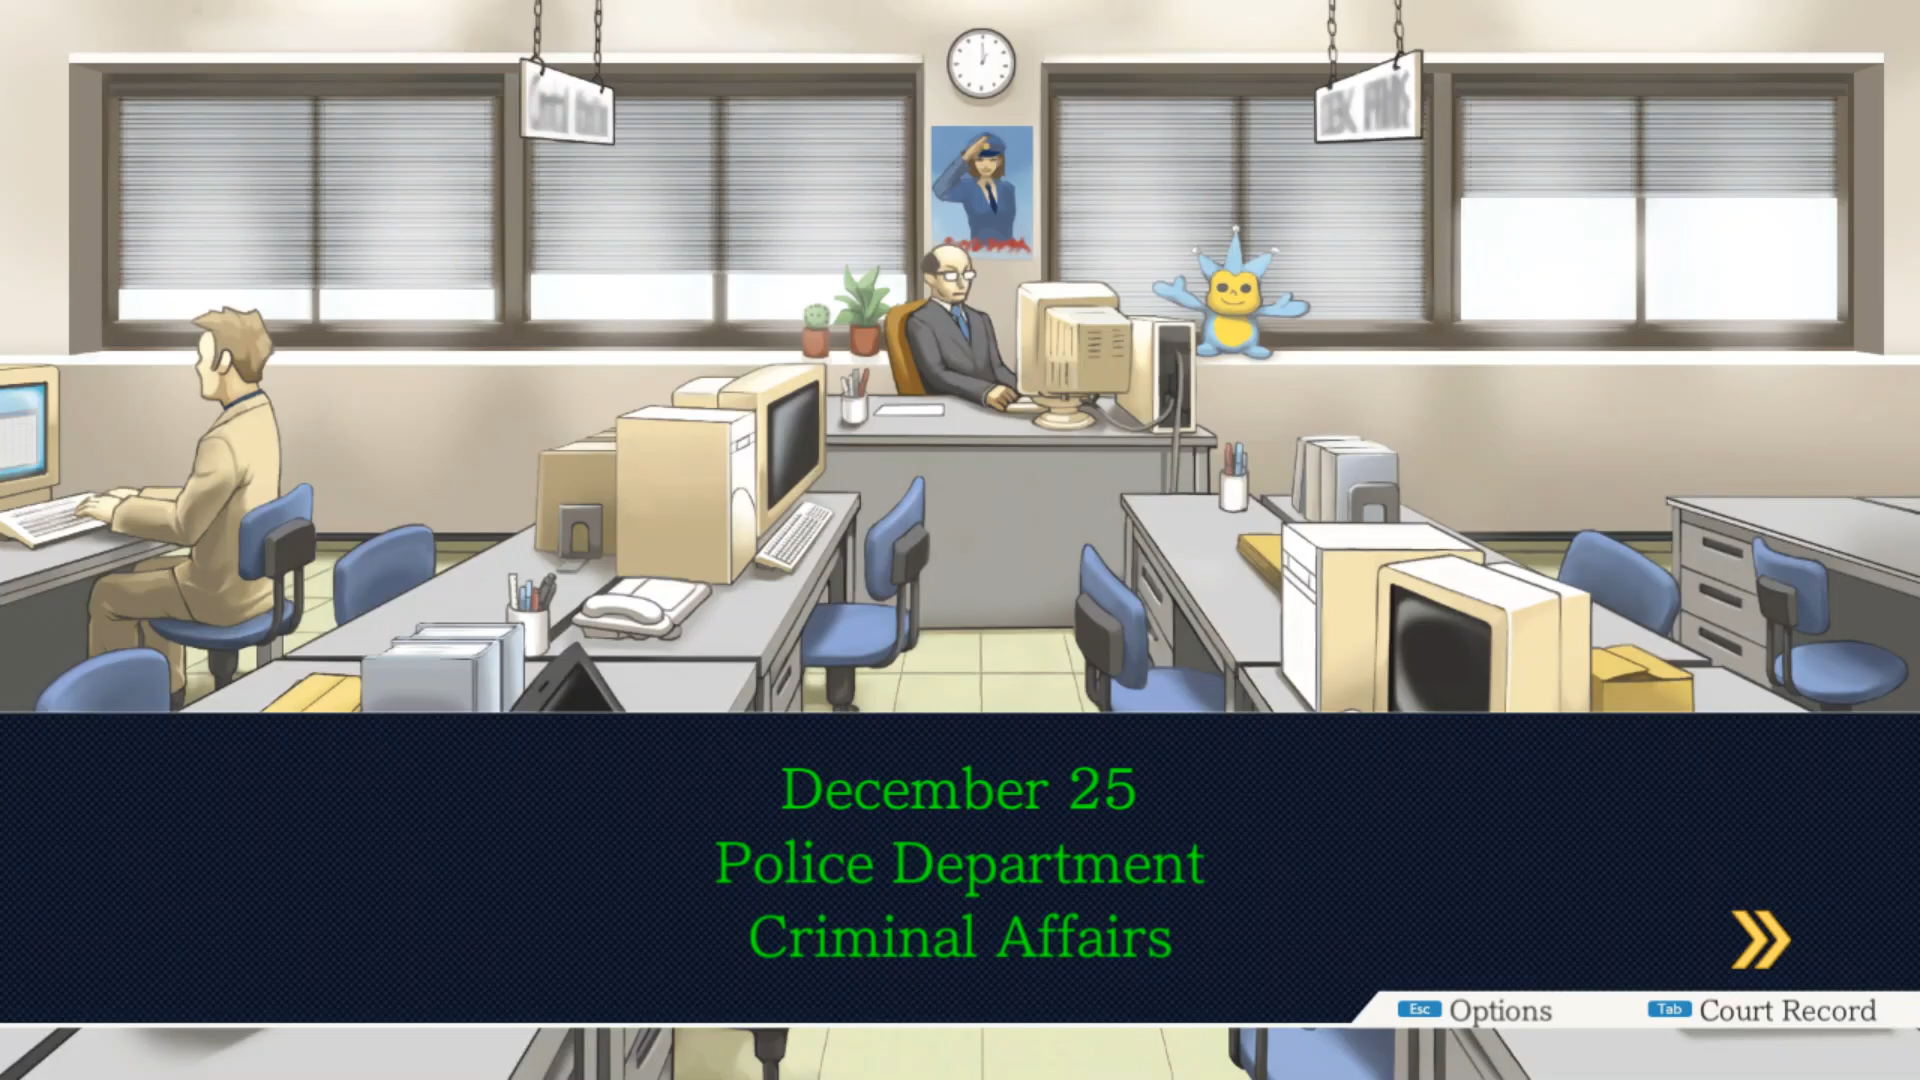 December 25
Police Department
Criminal Affairs
Esc Options
Tab Court Record